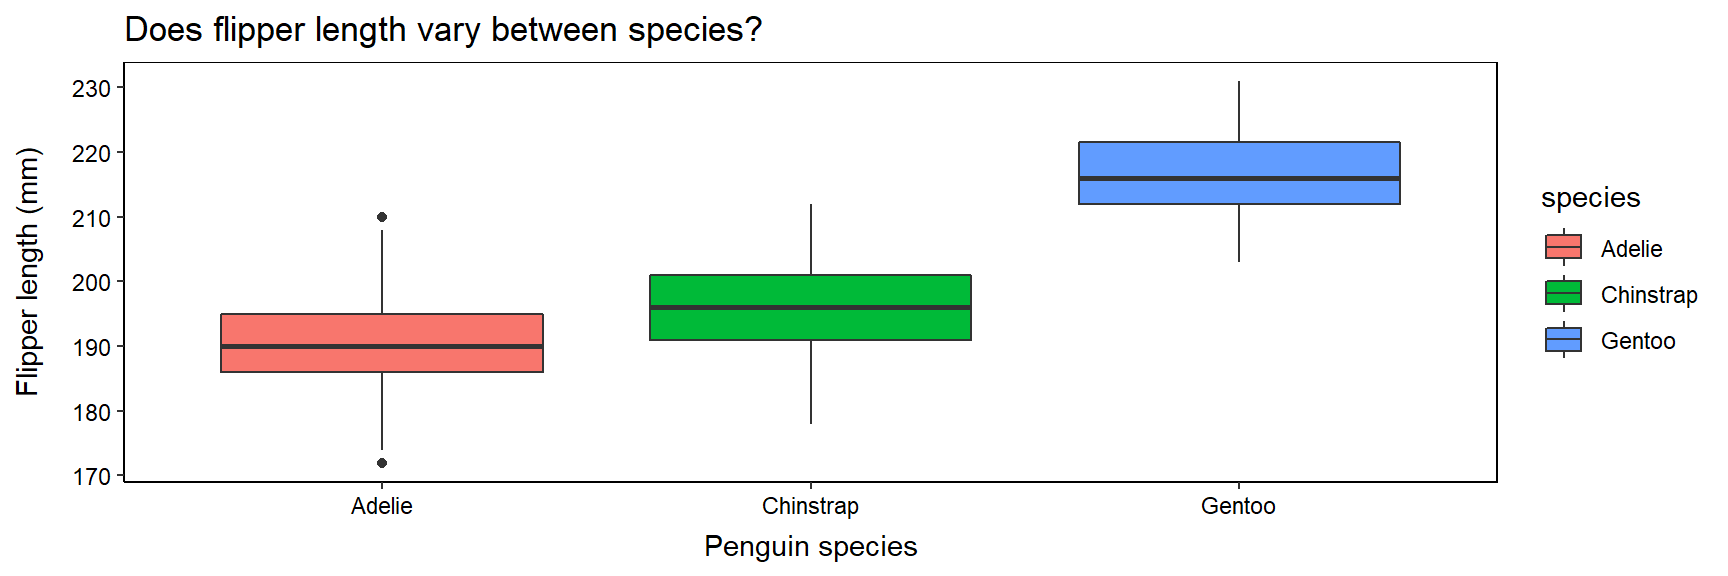 Does flipper length vary between species?
Flipper length (mm)
230
220
210
200
190
180
170
Adelie
Chinstrap
Gentoo
Penguin species
species
Adelie
Chinstrap
Gentoo